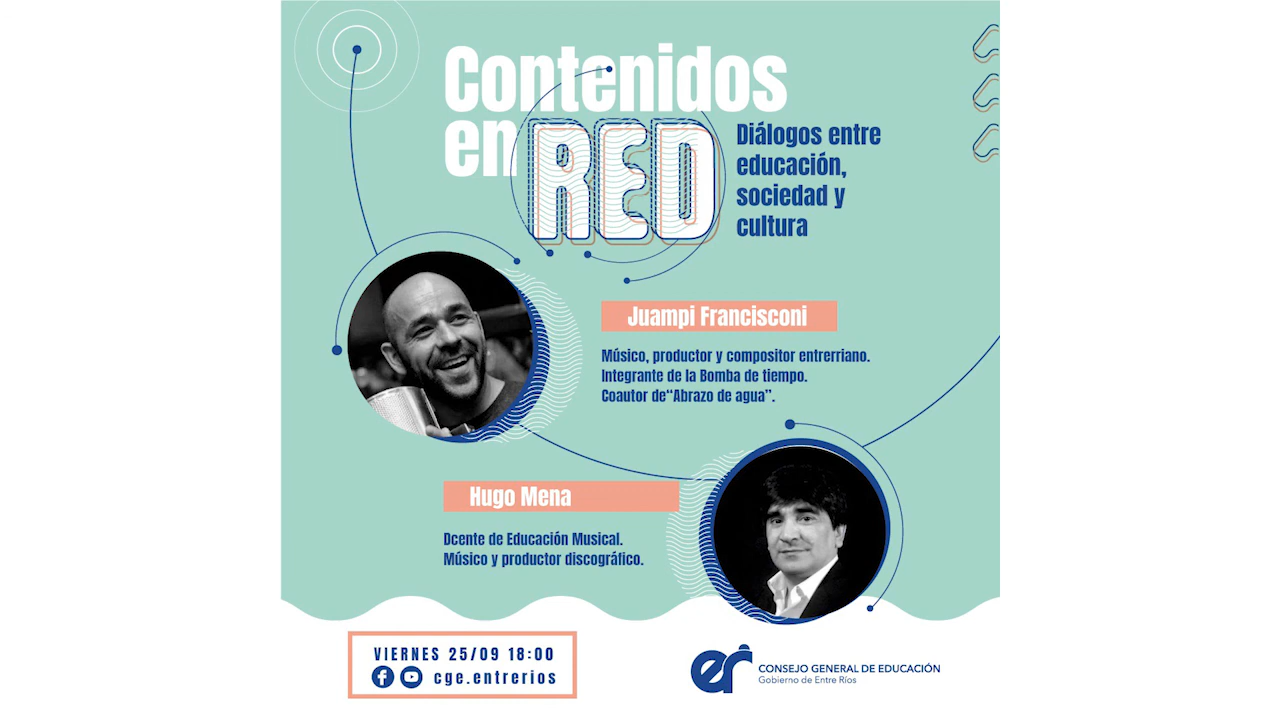 Contenidos
en RED
Diálogos entre
educación,
sociedad y
cultura
Juampi Francisconi
Músico, productor y compositor entrerriano.
Integrante de la Bomba de tiempo.
Coautor de“Abrazo de agua”.
Hugo Mena
Dcente de Educación Musical.
Músico y productor discográfico.
VIERNES 25/09 18:00
cge.entrerios
er
CONSEJO GENERAL DE EDUCACIÓN
Gobierno de Entre Ríos